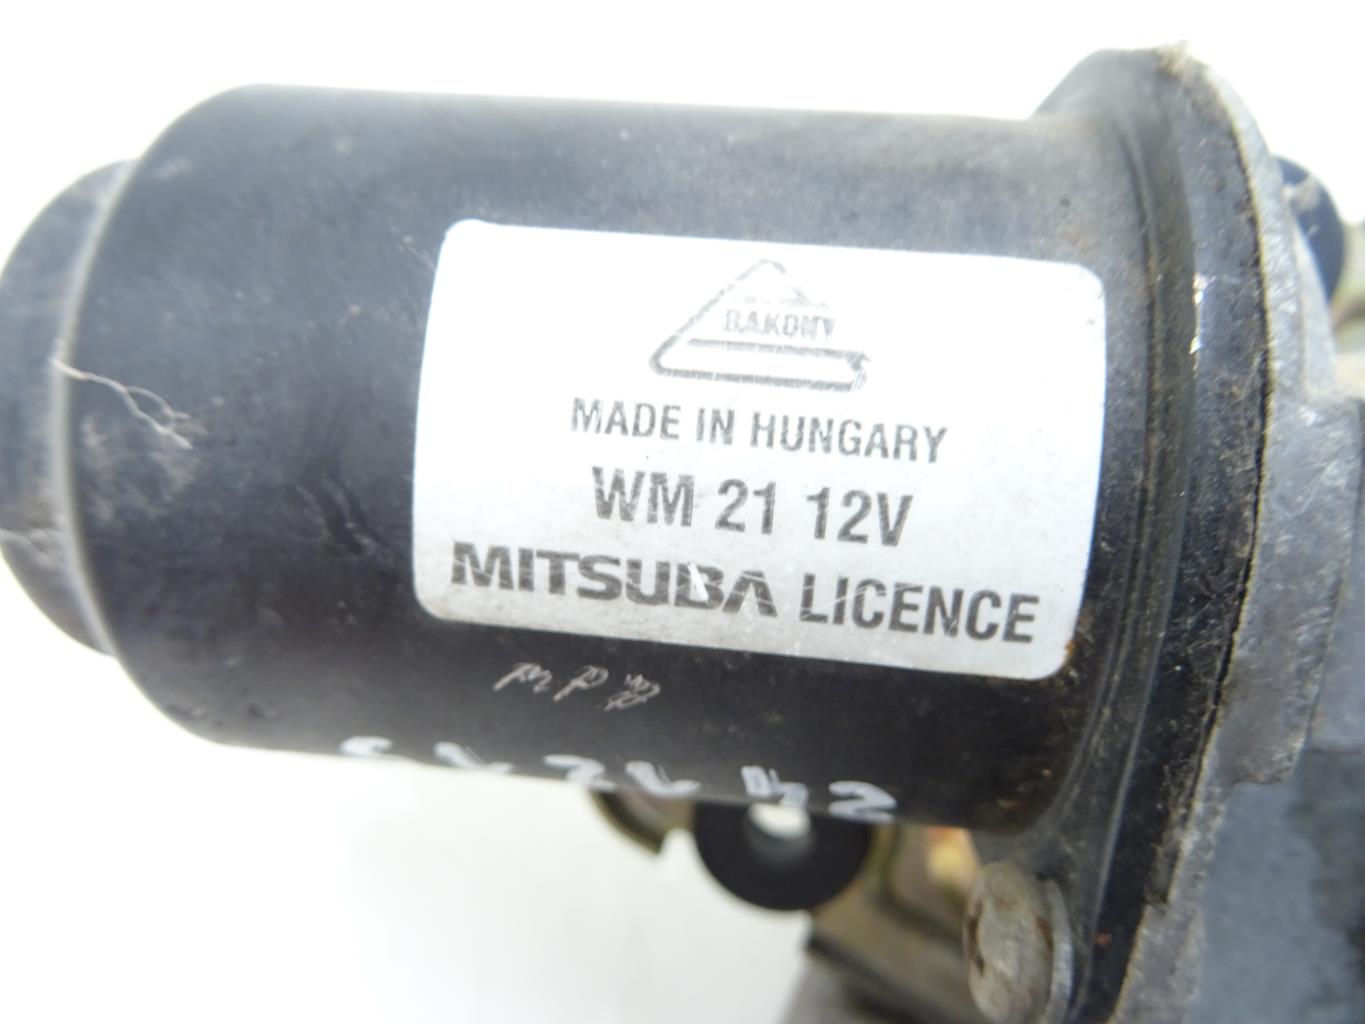 BAKONY
MADE IN HUNGARY
WM 21 12V
MITSUBA LICENCE